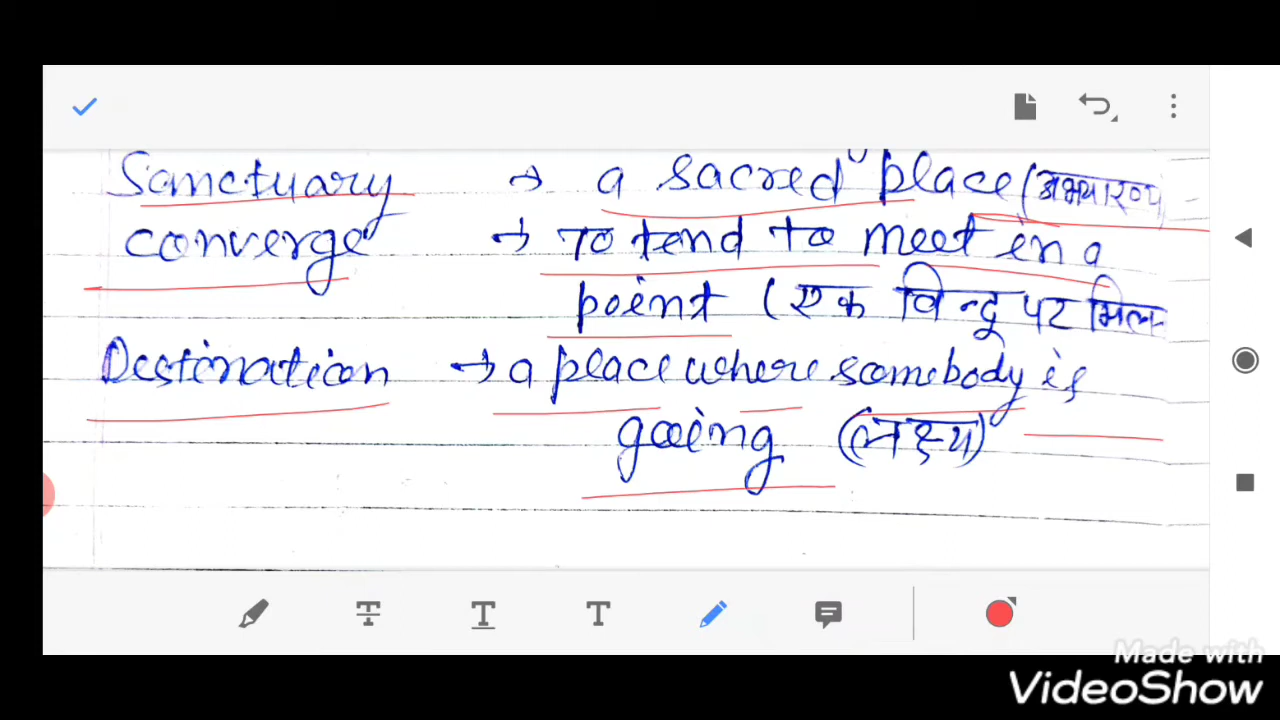 Sanctuary → a sacred place (अभयारण्य
converge → To tend to meet in a
point (एक विन्दु पर मिल
Destination → a place where somebody is
going (लक्ष्य)
Made with
VideoShow